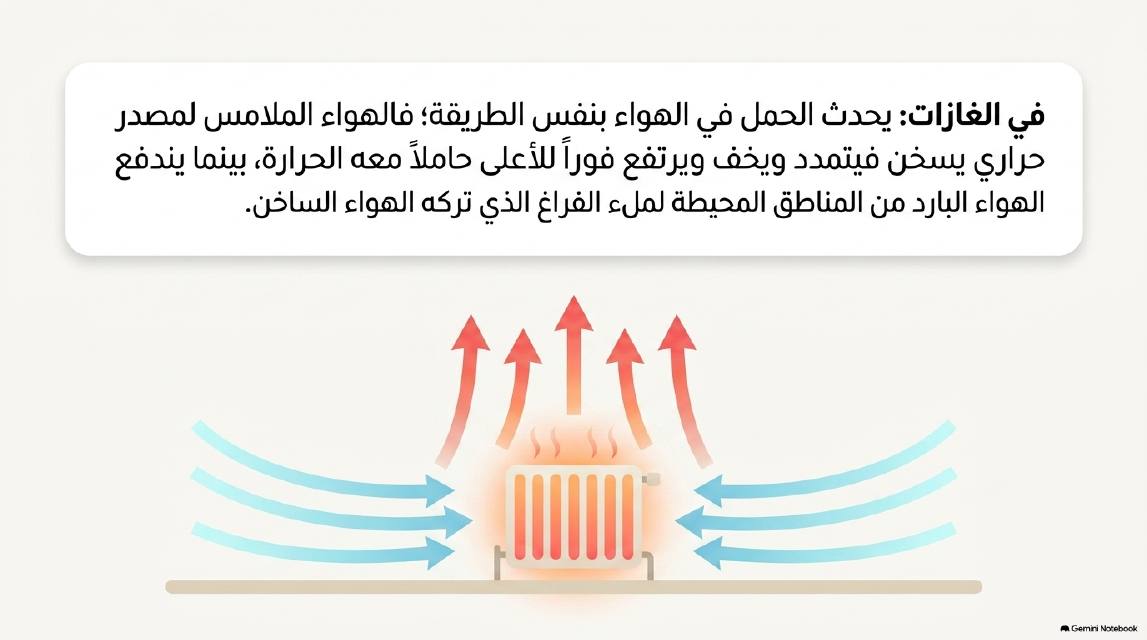 في الغازات: يحدث الحمل في الهواء بنفس الطريقة؛ فالهواء الملامس لمصدر
حراري يسخن فيتمدد ويخف ويرتفع فوراً للأعلى حاملاً معه الحرارة، بينما يندفع
الهواء البارد من المناطق المحيطة لملء الفراغ الذي تركه الهواء الساخن.
Gemini Notebook